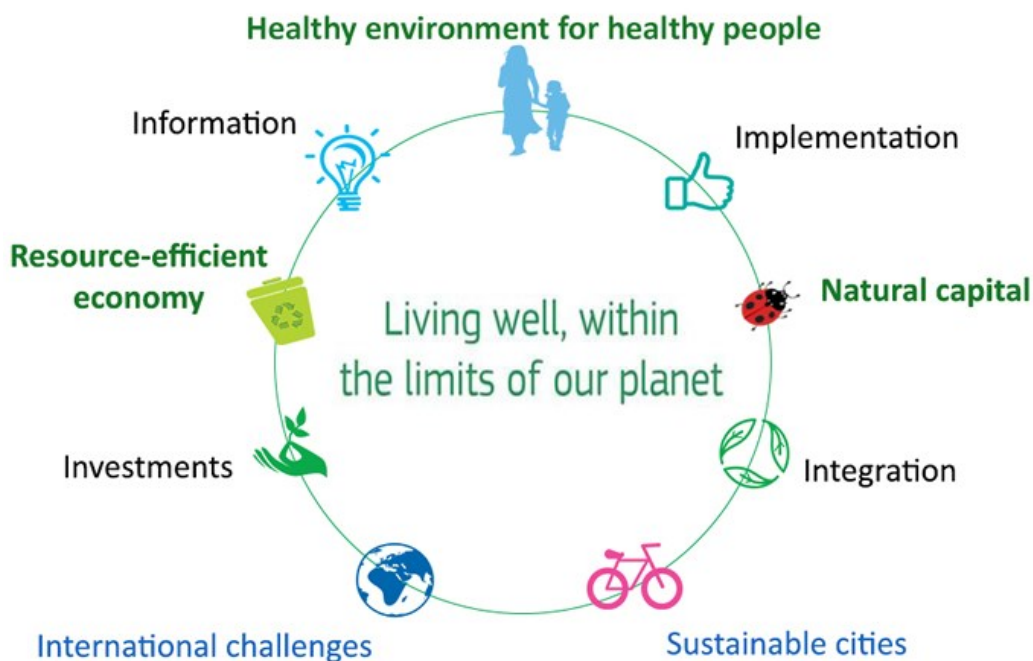 Healthy environment for healthy people
Information
Implementation
Resource-efficient
economy
Natural capital
Living well, within
the limits of our planet
Investments
Integration
International challenges
Sustainable cities